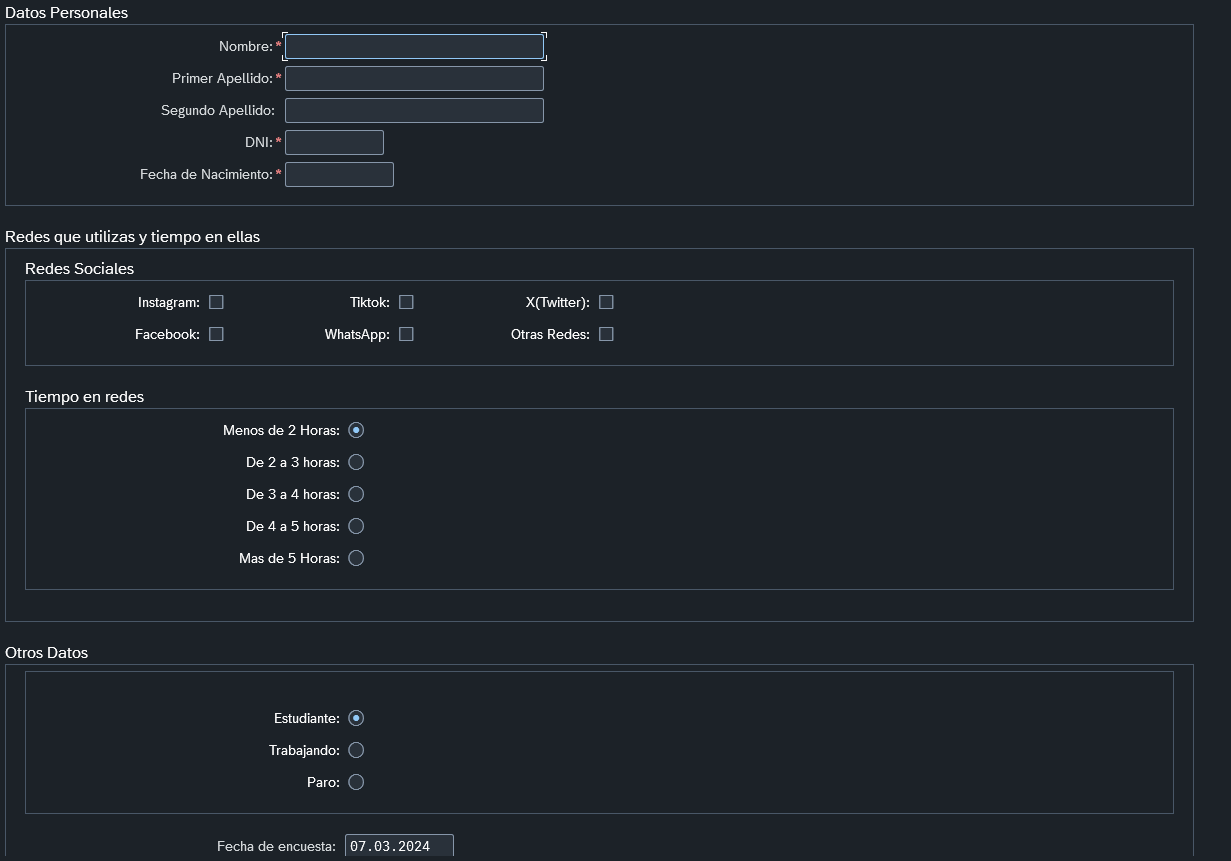 Datos Personales
Nombre: *
Primer Apellido: *
Segundo Apellido:
DNI: *
Fecha de Nacimiento: *
Redes que utilizas y tiempo en ellas
Redes Sociales
Instagram: Tiktok: X(Twitter):
Facebook: WhatsApp: Otras Redes:
Tiempo en redes
Menos de 2 Horas:
De 2 a 3 horas:
De 3 a 4 horas:
De 4 a 5 horas:
Mas de 5 Horas:
Otros Datos
Estudiante:
Trabajando:
Paro:
Fecha de encuesta: 07.03.2024